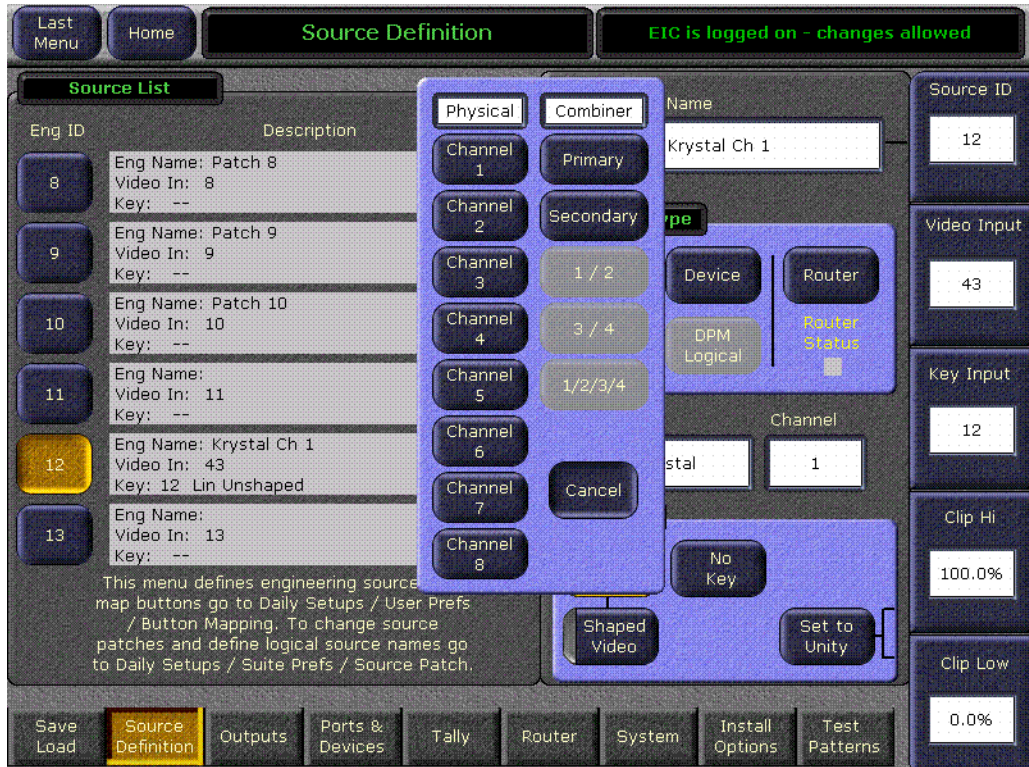 Last
Menu
Home
Source Definition
EIC is logged on - changes allowed
Source List
Eng ID
Description
8
Eng Name: Patch 8
Video In: 8
Key: --
9
Eng Name: Patch 9
Video In: 9
Key: --
10
Eng Name: Patch 10
Video In: 10
Key: --
11
Eng Name:
Video In: 11
Key: --
12
Eng Name: Krystal Ch 1
Video In: 43
Key: 12 Lin Unshaped
13
Eng Name:
Video In: 13
Key: --
This menu defines engineering source
map buttons go to Daily Setups / User Prefs
/ Button Mapping. To change source
patches and define logical source names go
to Daily Setups / Suite Prefs / Source Patch.
Physical
Combiner
Channel
1
Channel
2
Channel
3
Channel
4
Channel
5
Channel
6
Channel
7
Channel
8
Primary
Secondary
1 / 2
3 / 4
1/2/3/4
Cancel
Name
Krystal Ch 1
ype
Device
Router
DPM
Logical
Router
Status
Channel
stal
1
No
Key
Shaped
Video
Set to
Unity
Source ID
12
Video Input
43
Key Input
12
Clip Hi
100.0%
Clip Low
0.0%
Save
Load
Source
Definition
Outputs
Ports &
Devices
Tally
Router
System
Install
Options
Test
Patterns